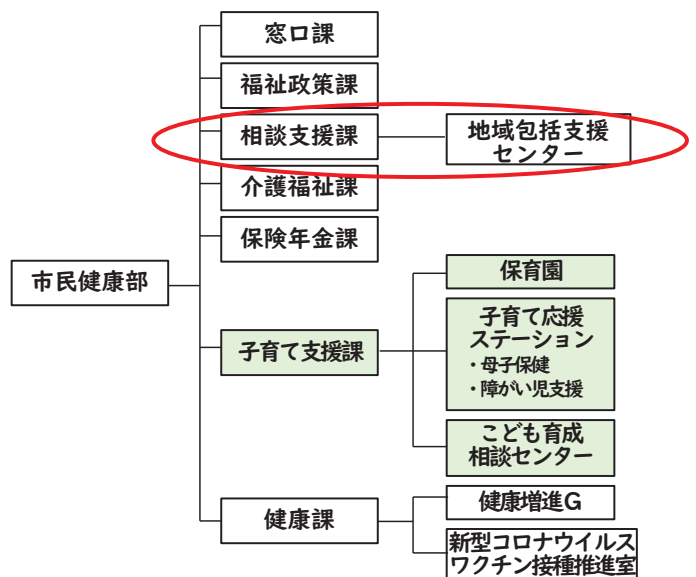 窓口課
福祉政策課
相談支援課
地域包括支援
センター
介護福祉課
保険年金課
市民健康部
保育園
子育て応援
ステーション
・母子保健
・障がい児支援
子育て支援課
こども育成
相談センター
健康課
健康増進G
新型コロナウイルス
ワクチン接種推進室